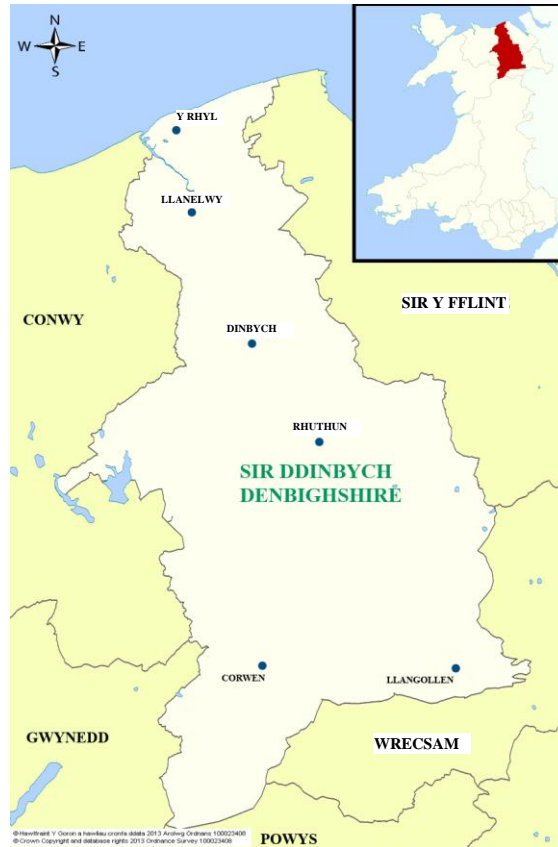 N
W E
S
Y RHYL
LLANELWY
SIR Y FFLINT
CONWY
DINBYCH
RHUTHUN
SIR DDINBYCH
DENBIGHSHIRE
CORWEN
LLANGOLLEN
GWYNEDD
WRECSAM
© Hawlfraint Y Goron a hawliau cronfa ddata 2013 Arolwg Ordnans 100023408
© Crown Copyright and database rights 2013 Ordnance Survey 100023408
POWYS